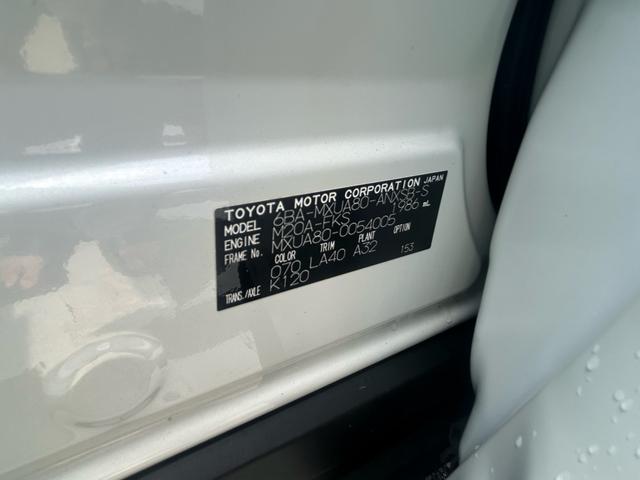 TOYOTA MOTOR CORPORATION JAPAN
MODEL 6BA-MXUA80-ANXSB-S
ENGINE M20A-FKS 1986 mL
FRAME No. MXUA80-0054005
COLOR TRIM PLANT OPTION
070 LA40 A32 153
TRANS./AXLE K120